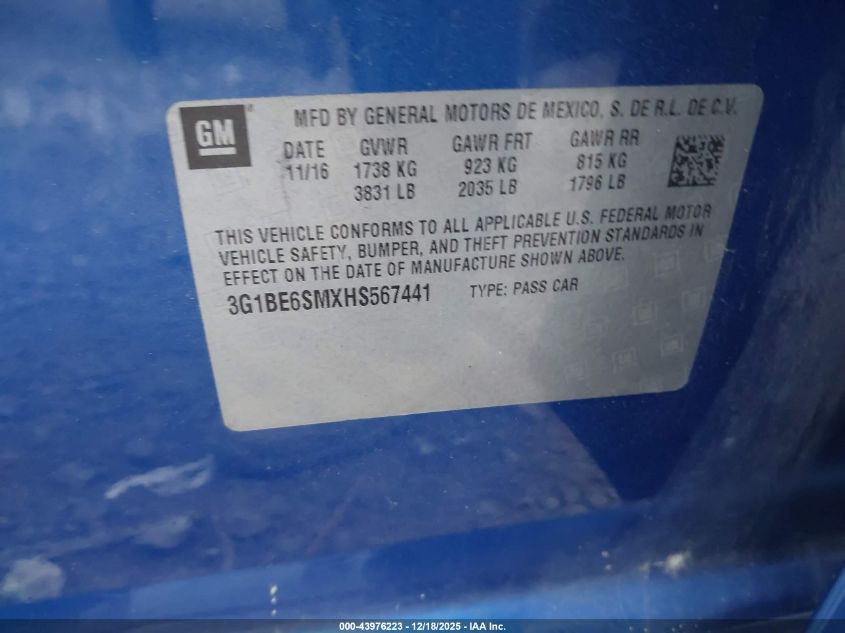 GM
MFD BY GENERAL MOTORS DE MEXICO, S. DE R.L. DE C.V.
DATE GVWR GAWR FRT GAWR RR
11/16 1738 KG 923 KG 815 KG
3831 LB 2035 LB 1796 LB
THIS VEHICLE CONFORMS TO ALL APPLICABLE U.S. FEDERAL MOTOR
VEHICLE SAFETY, BUMPER, AND THEFT PREVENTION STANDARDS IN
EFFECT ON THE DATE OF MANUFACTURE SHOWN ABOVE.
3G1BE6SMXHS567441 TYPE: PASS CAR
000-43976223 - 12/18/2025 - IAA Inc.